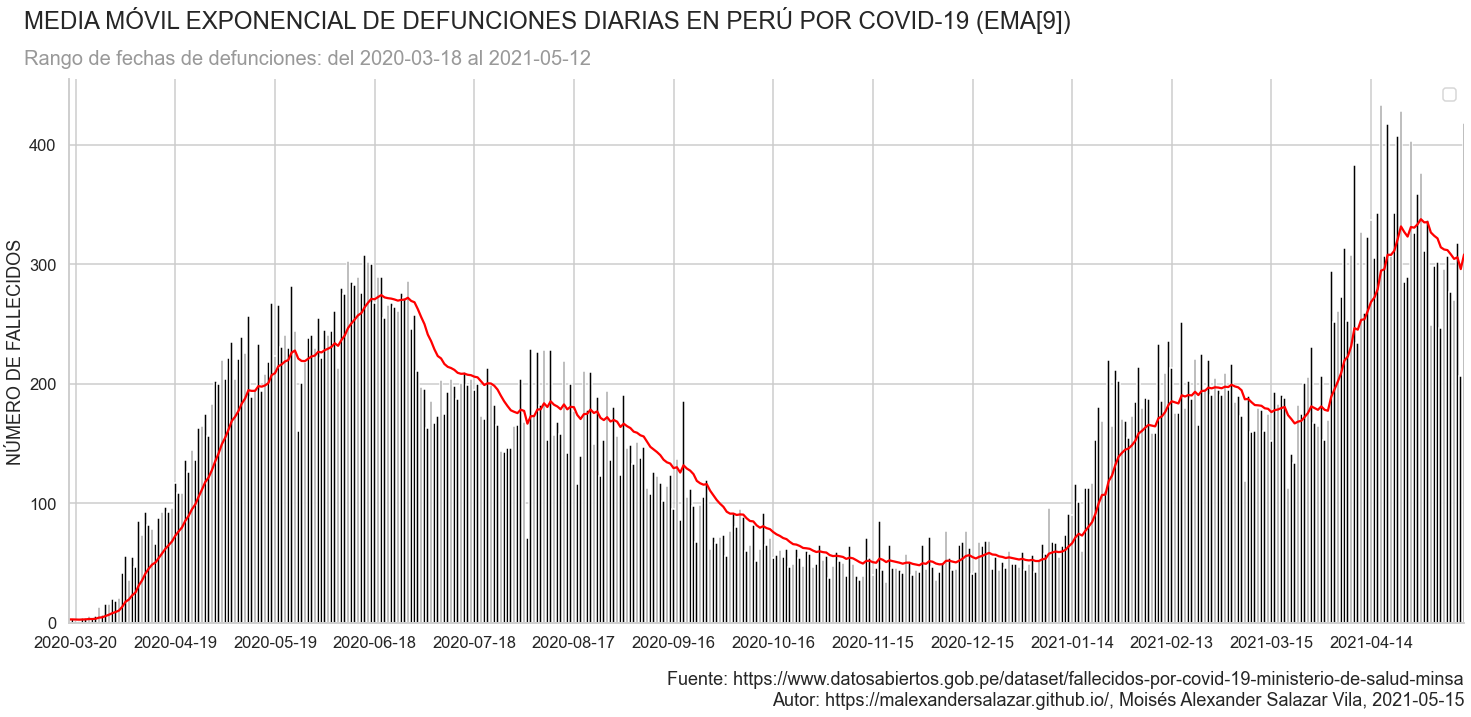 MEDIA MÓVIL EXPONENCIAL DE DEFUNCIONES DIARIAS EN PERÚ POR COVID-19 (EMA[9])
Rango de fechas de defunciones: del 2020-03-18 al 2021-05-12
NÚMERO DE FALLECIDOS
400
300
200
100
0
2020-03-20 2020-04-19 2020-05-19 2020-06-18 2020-07-18 2020-08-17 2020-09-16 2020-10-16 2020-11-15 2020-12-15 2021-01-14 2021-02-13 2021-03-15 2021-04-14
Fuente: https://www.datosabiertos.gob.pe/dataset/fallecidos-por-covid-19-ministerio-de-salud-minsa
Autor: https://malexandersalazar.github.io/, Moisés Alexander Salazar Vila, 2021-05-15